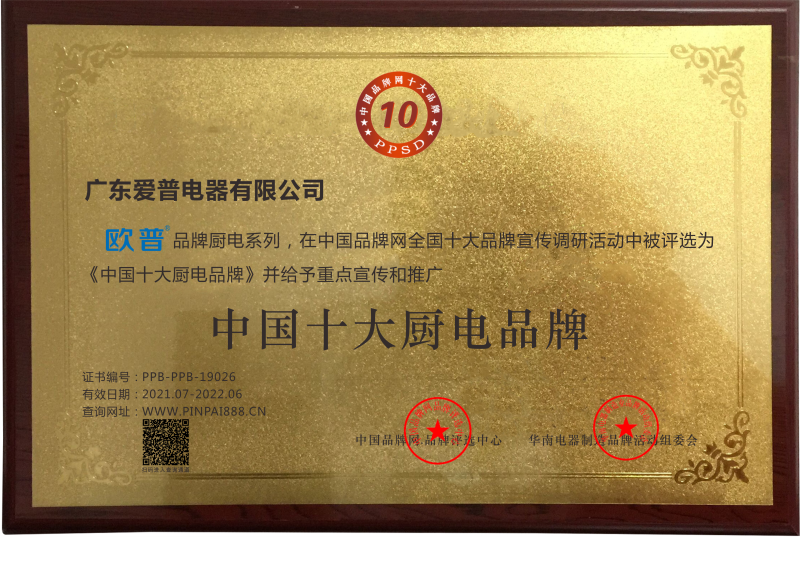 中国品牌网十大品牌
10
PPSD
广东爱普电器有限公司
欧普® 品牌厨电系列，在中国品牌网全国十大品牌宣传调研活动中被评选为
《中国十大厨电品牌》并给予重点宣传和推广
中国十大厨电品牌
证书编号：PPB-PPB-19026
有效日期：2021.07-2022.06
查询网址：WWW.PINPAI888.CN
中国品牌网.品牌评选中心 华南电器制造品牌活动组委会